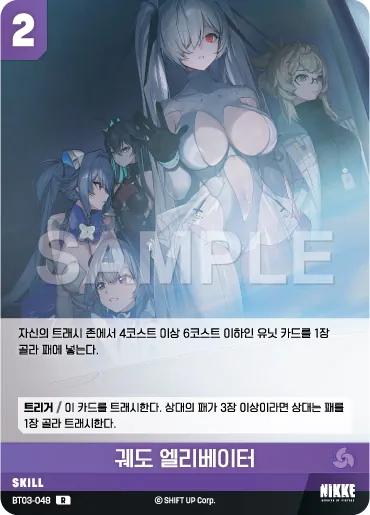 2
SAMPLE
자신의 트래시 존에서 4코스트 이상 6코스트 이하인 유닛 카드를 1장
골라 패에 넣는다.
트리거 / 이 카드를 트래시한다. 상대의 패가 3장 이상이라면 상대는 패를
1장 골라 트래시한다.
궤도 엘리베이터
SKILL
BT03-048 R ©SHIFT UP Corp.
NIKKE